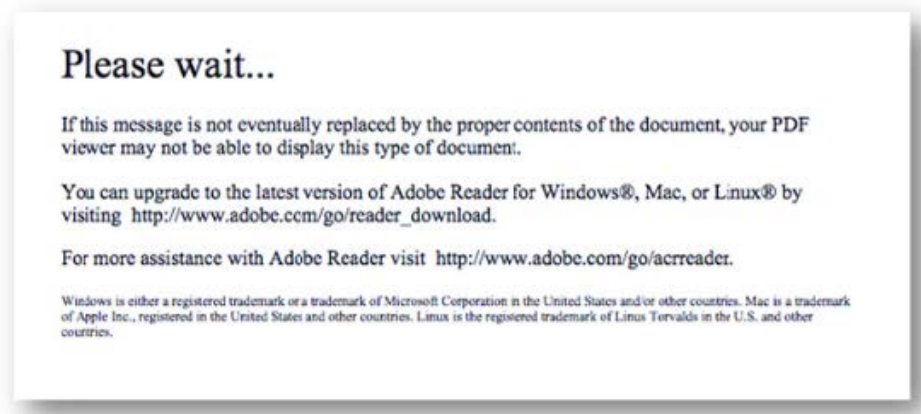 Please wait...
If this message is not eventually replaced by the proper contents of the document, your PDF
viewer may not be able to display this type of document.
You can upgrade to the latest version of Adobe Reader for Windows®, Mac, or Linux® by
visiting http://www.adobe.com/go/reader_download.
For more assistance with Adobe Reader visit http://www.adobe.com/go/acrreader.
Windows is either a registered trademark or a trademark of Microsoft Corporation in the United States and/or other countries. Mac is a trademark
of Apple Inc., registered in the United States and other countries. Linux is the registered trademark of Linus Torvalds in the U.S. and other
countries.